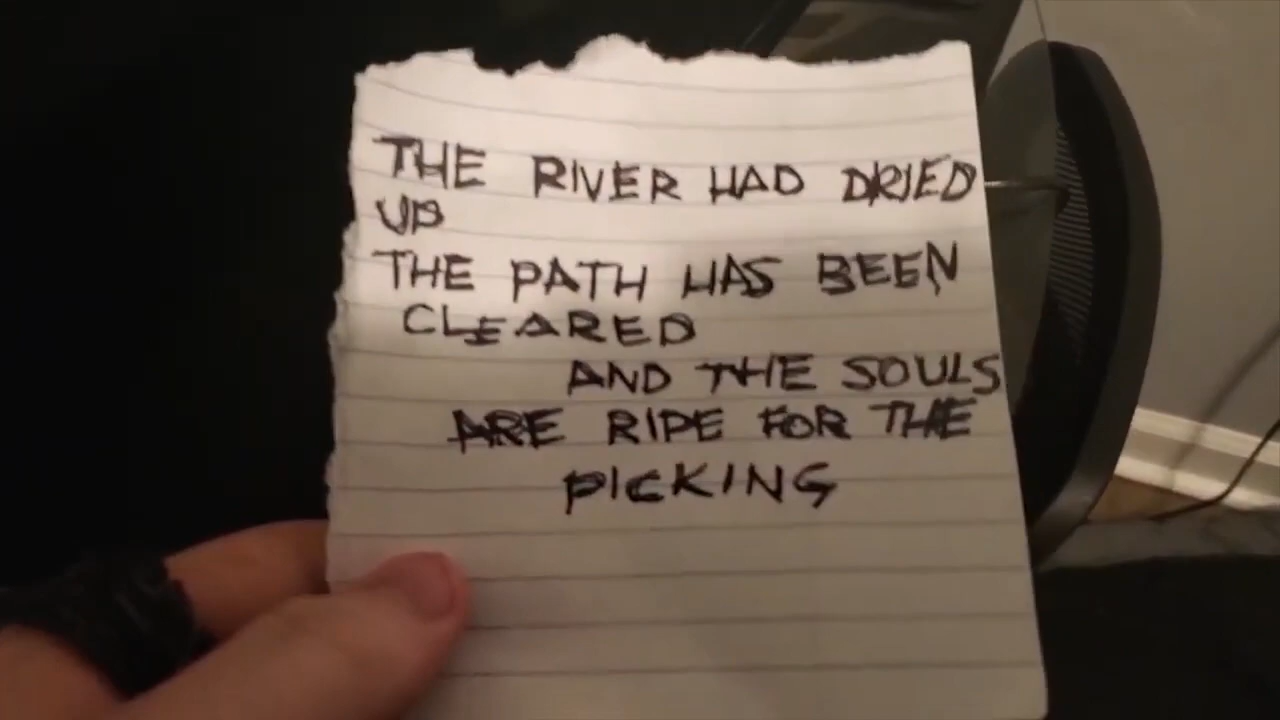 THE RIVER HAD DRIED
UP
THE PATH HAS BEEN
CLEARED
AND THE SOULS
ARE RIPE FOR THE
PICKING